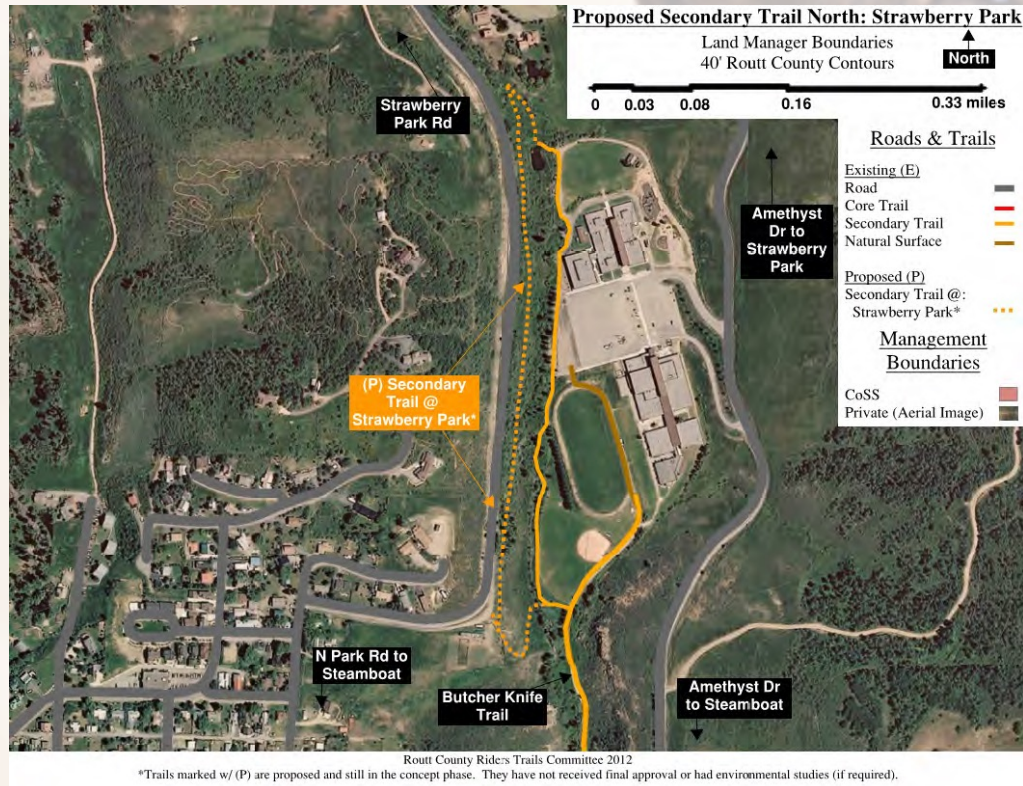 Proposed Secondary Trail North: Strawberry Park
Land Manager Boundaries
40' Routt County Contours
North
0 0.03 0.08 0.16 0.33 miles
Roads & Trails
Existing (E)
Road
Core Trail
Secondary Trail
Natural Surface
Proposed (P)
Secondary Trail @:
Strawberry Park*
Management
Boundaries
CoSS
Private (Aerial Image)
Strawberry
Park Rd
Amethyst
Dr to
Strawberry
Park
(P) Secondary
Trail @
Strawberry Park*
N Park Rd to
Steamboat
Butcher Knife
Trail
Amethyst Dr
to Steamboat
Routt County Riders Trails Committee 2012
*Trails marked w/ (P) are proposed and still in the concept phase. They have not received final approval or had environmental studies (if required).